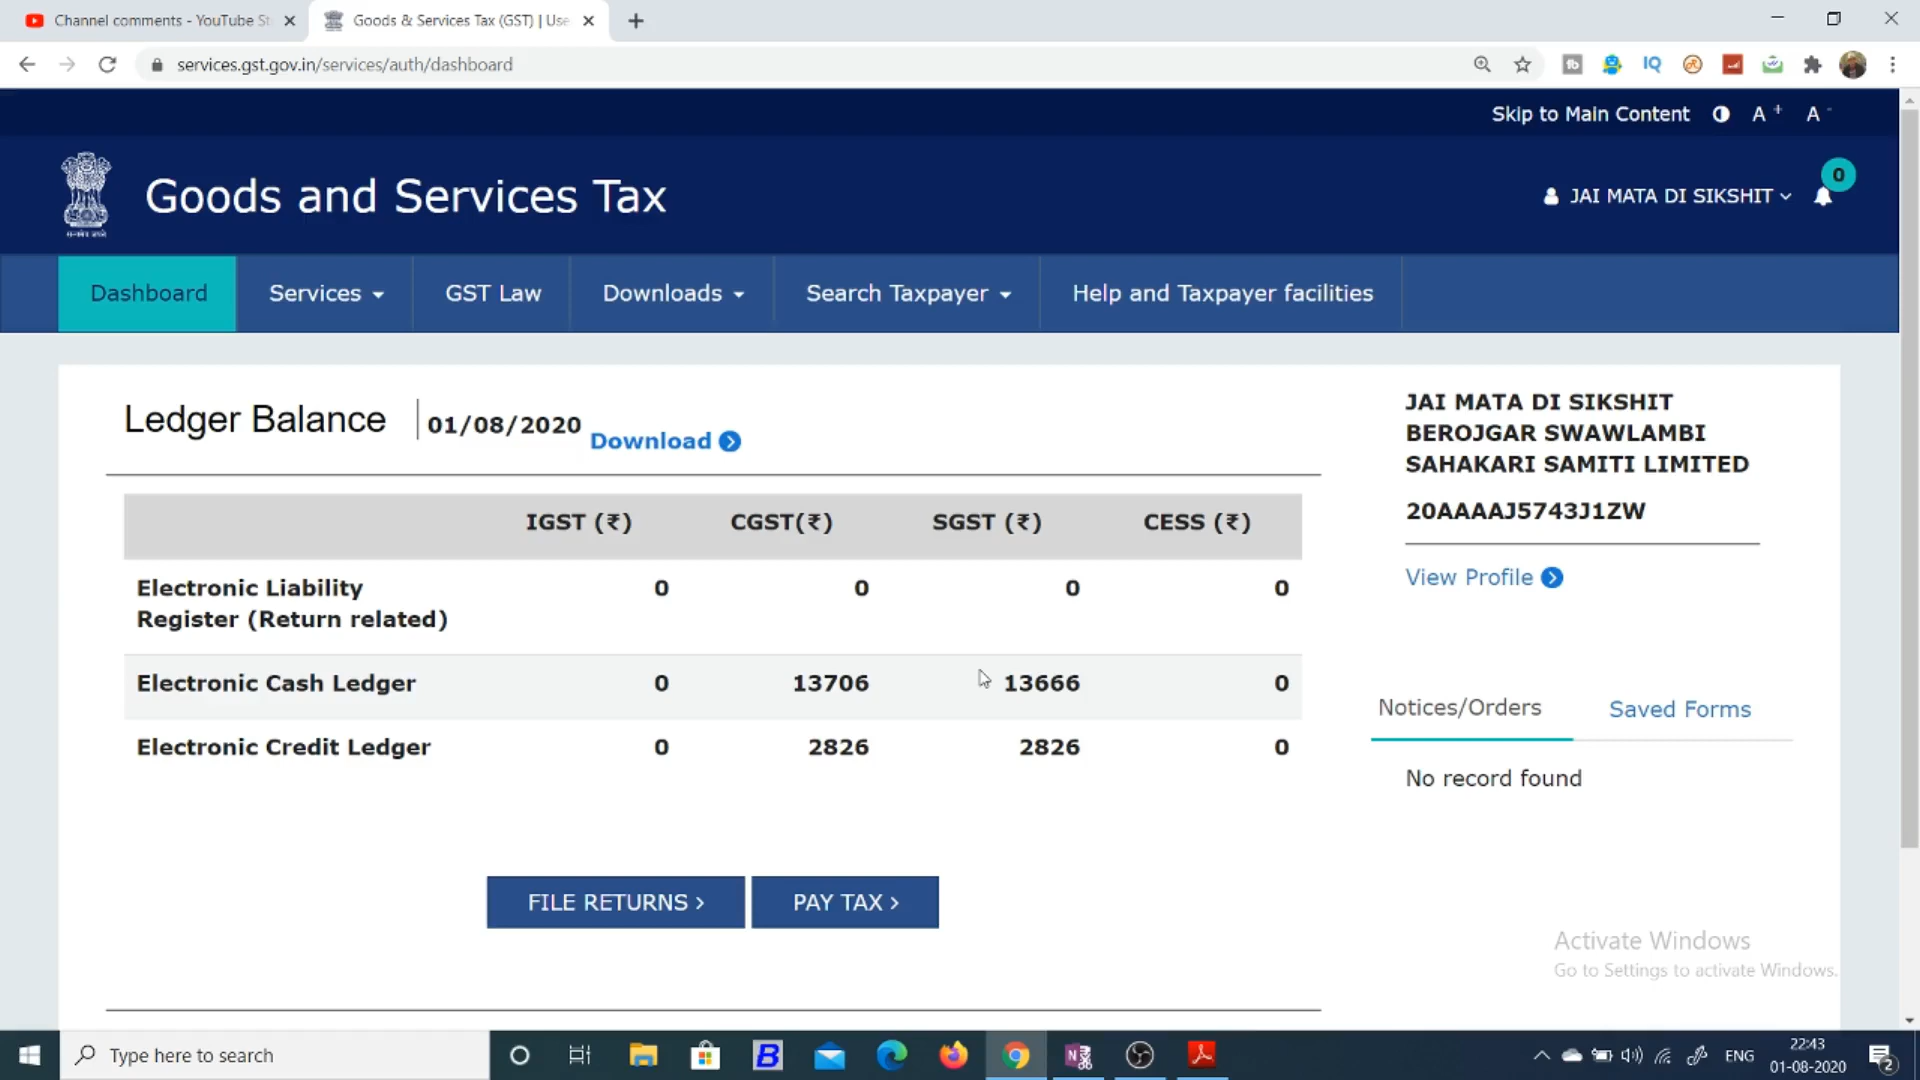 Channel comments - YouTube St
Goods & Services Tax (GST) | Use
services.gst.gov.in/services/auth/dashboard
IQ
Skip to Main Content
A +
A -
Goods and Services Tax
JAI MATA DI SIKSHIT
0
Dashboard
Services
GST Law
Downloads
Search Taxpayer
Help and Taxpayer facilities
Ledger Balance
01/08/2020
Download
IGST (₹) CGST(₹) SGST (₹) CESS (₹)
Electronic Liability
Register (Return related)
0 0 0 0
Electronic Cash Ledger 0 13706 13666 0
Electronic Credit Ledger 0 2826 2826 0
FILE RETURNS >
PAY TAX >
JAI MATA DI SIKSHIT
BEROJGAR SWAWLAMBI
SAHAKARI SAMITI LIMITED
20AAAAJ5743J1ZW
View Profile
Notices/Orders
Saved Forms
No record found
Activate Windows
Go to Settings to activate Windows.
Type here to search
ENG
22:43
01-08-2020
2